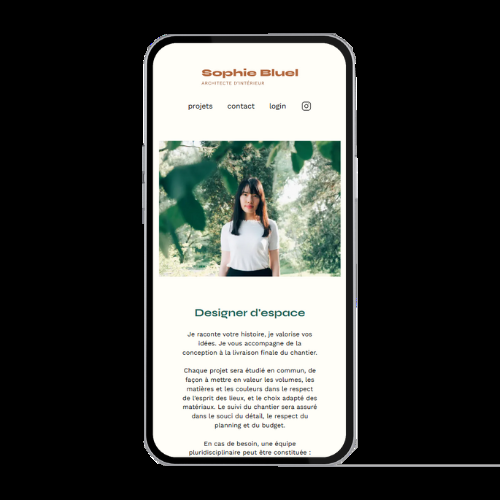 Sophie Bluel
ARCHITECTE D'INTÉRIEUR
projets contact login
Designer d'espace
Je raconte votre histoire, je valorise vos
idées. Je vous accompagne de la
conception à la livraison finale du chantier.
Chaque projet sera étudié en commun, de
façon à mettre en valeur les volumes, les
matières et les couleurs dans le respect
de l'esprit des lieux, et le choix adapté des
matériaux. Le suivi du chantier sera assuré
dans le souci du détail, le respect du
planning et du budget.
En cas de besoin, une équipe
pluridisciplinaire peut être constituée :